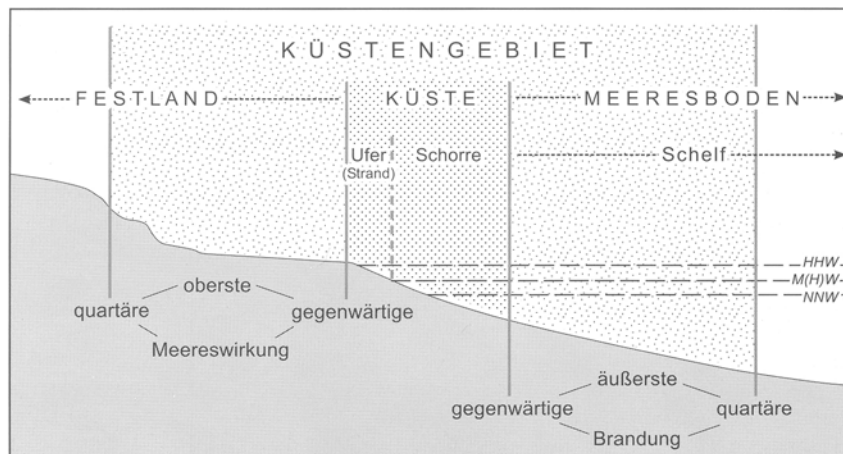 KÜSTENGEBIET
FESTLAND KÜSTE MEERESBODEN
Ufer Schorre Schelf
(Strand)
HHW
M(H)W
NNW
oberste
quartäre gegenwärtige
Meereswirkung
äußerste
gegenwärtige quartäre
Brandung